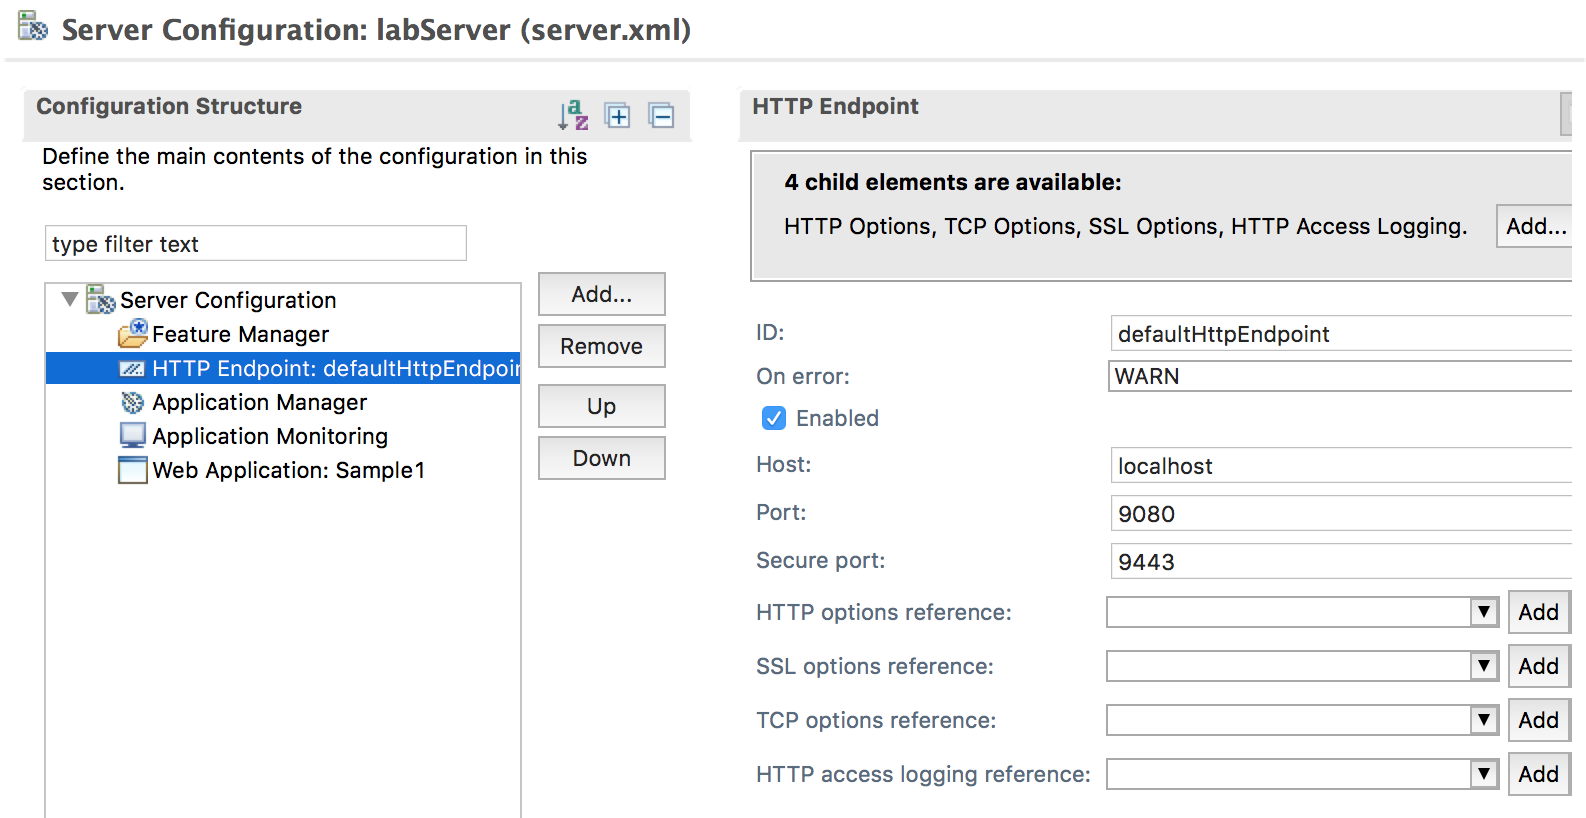 Server Configuration: labServer (server.xml)
Configuration Structure
Define the main contents of the configuration in this
section.
type filter text
Server Configuration
Feature Manager
HTTP Endpoint: defaultHttpEndpoin
Application Manager
Application Monitoring
Web Application: Sample1
Add...
Remove
Up
Down
HTTP Endpoint
4 child elements are available:
HTTP Options, TCP Options, SSL Options, HTTP Access Logging.
Add...
ID:
defaultHttpEndpoint
On error:
WARN
Enabled
Host:
localhost
Port:
9080
Secure port:
9443
HTTP options reference:
Add
SSL options reference:
Add
TCP options reference:
Add
HTTP access logging reference:
Add